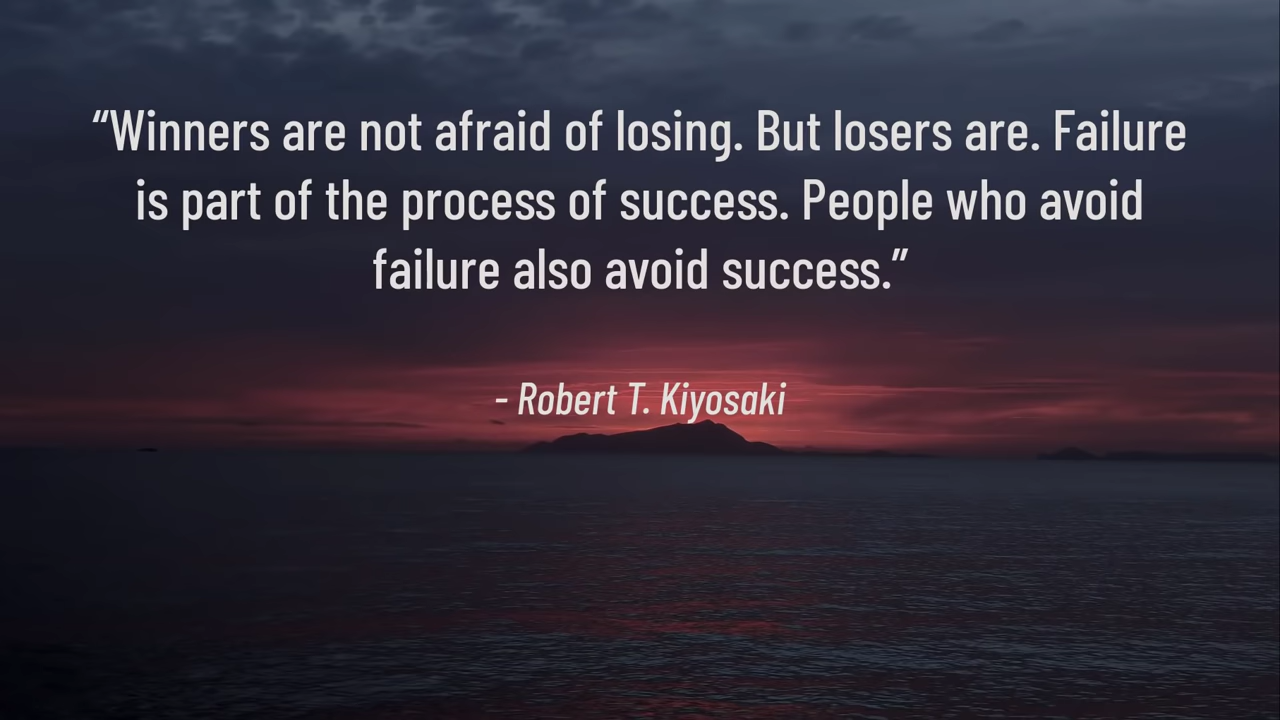 “Winners are not afraid of losing. But losers are. Failure
is part of the process of success. People who avoid
failure also avoid success.”
- Robert T. Kiyosaki